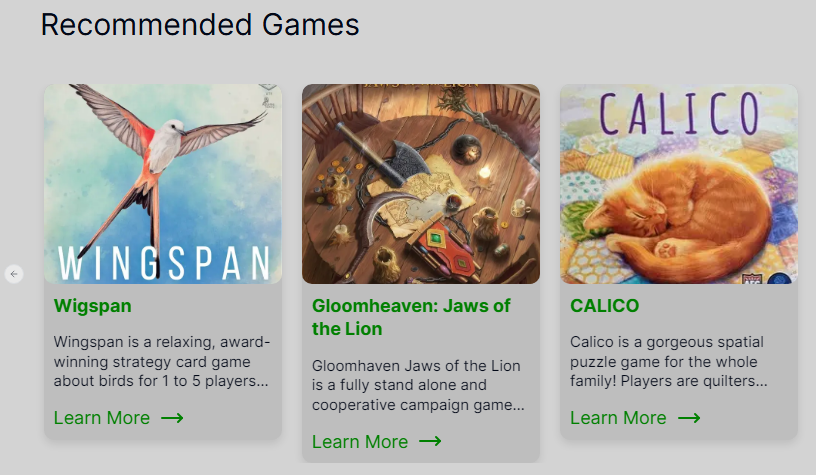 Recommended Games
WINGSPAN
Wigspan
Wingspan is a relaxing, award-
winning strategy card game
about birds for 1 to 5 players...
Learn More
Gloomheaven: Jaws of
the Lion
Gloomhaven Jaws of the Lion
is a fully stand alone and
cooperative campaign game...
Learn More
CALICO
CALICO
Calico is a gorgeous spatial
puzzle game for the whole
family! Players are quilters...
Learn More